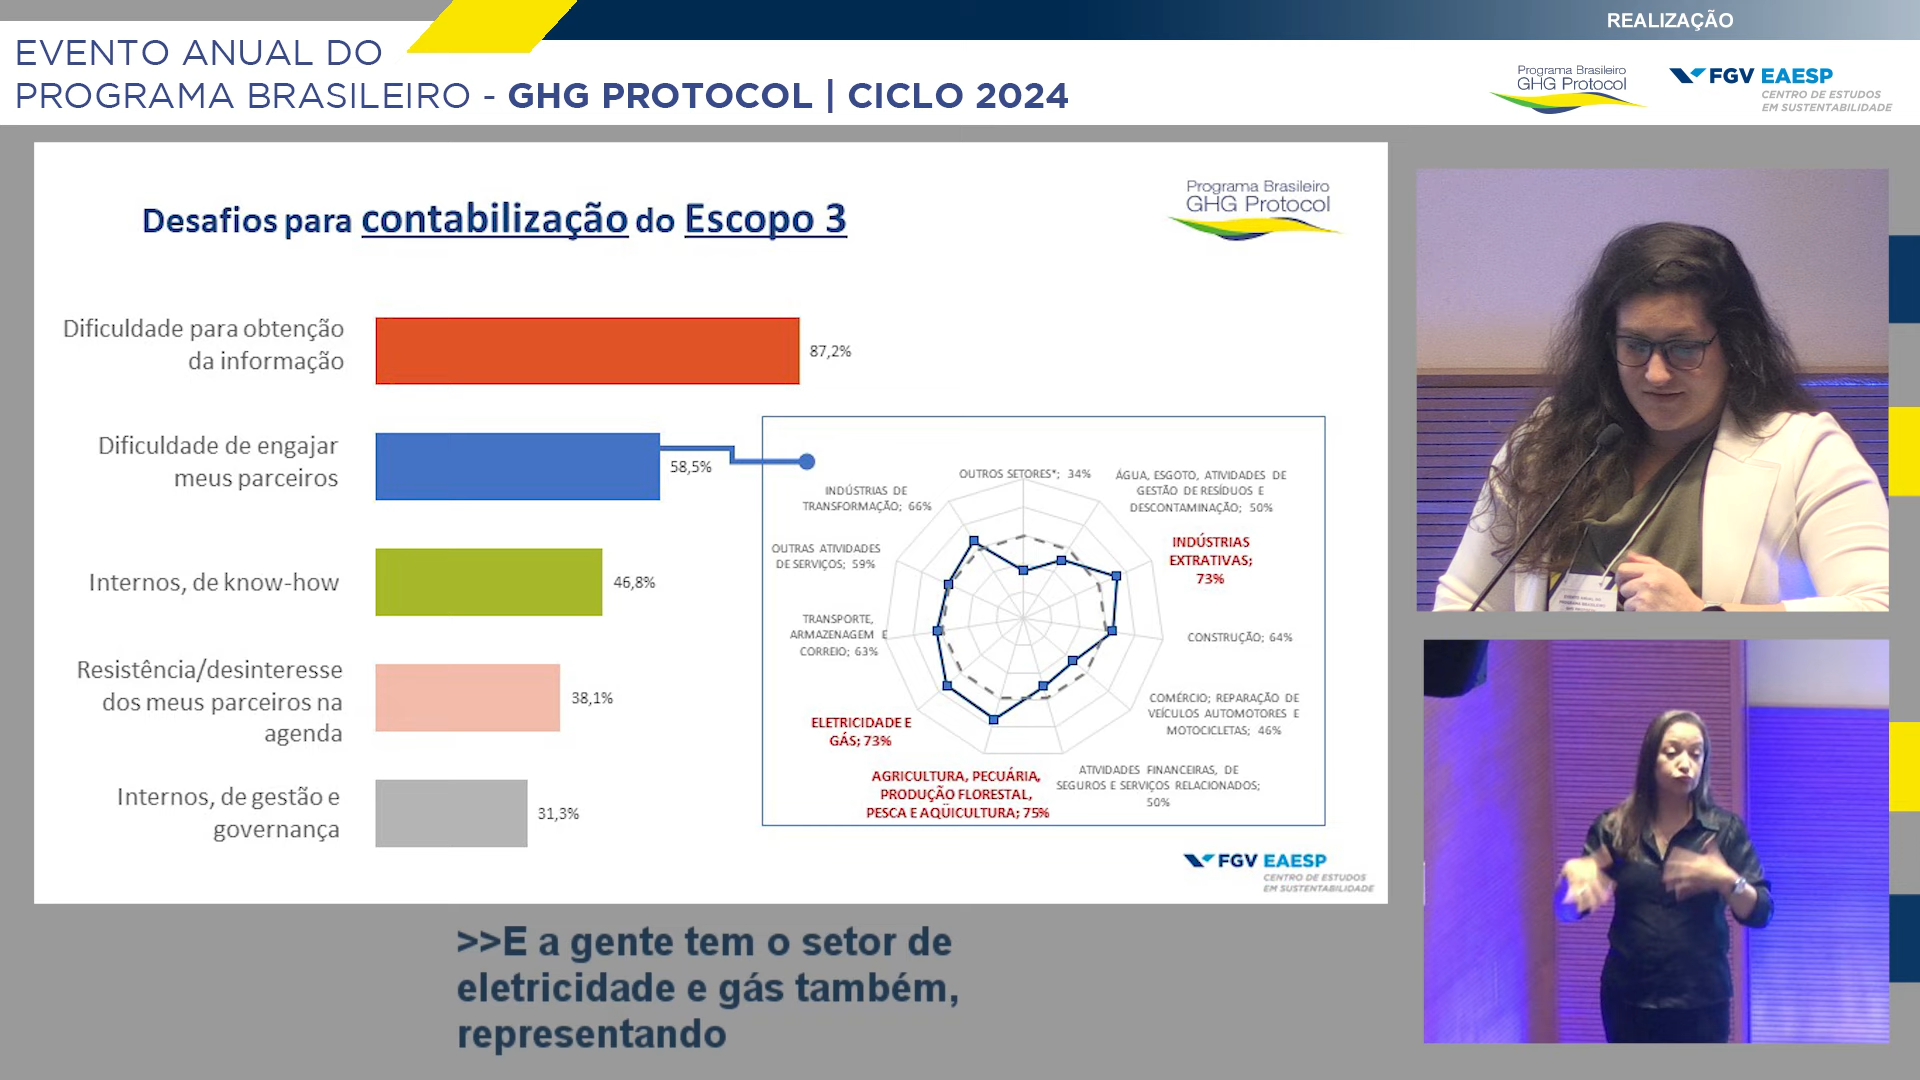 REALIZAÇÃO
EVENTO ANUAL DO
PROGRAMA BRASILEIRO - GHG PROTOCOL | CICLO 2024
Programa Brasileiro
GHG Protocol
FGV EAESP
CENTRO DE ESTUDOS
EM SUSTENTABILIDADE
Programa Brasileiro
GHG Protocol
Desafios para contabilização do Escopo 3
Dificuldade para obtenção
da informação
87,2%
Dificuldade de engajar
meus parceiros
58,5%
Internos, de know-how
46,8%
Resistência/desinteresse
dos meus parceiros na
agenda
38,1%
Internos, de gestão e
governança
31,3%
OUTROS SETORES*; 34%
ÁGUA, ESGOTO, ATIVIDADES DE
GESTÃO DE RESÍDUOS E
DESCONTAMINAÇÃO; 50%
INDÚSTRIAS
EXTRATIVAS;
73%
CONSTRUÇÃO; 64%
COMÉRCIO; REPARAÇÃO DE
VEÍCULOS AUTOMOTORES E
MOTOCICLETAS; 46%
ATIVIDADES FINANCEIRAS, DE
SEGUROS E SERVIÇOS RELACIONADOS;
50%
AGRICULTURA, PECUÁRIA,
PRODUÇÃO FLORESTAL,
PESCA E AQÜICULTURA; 75%
ELETRICIDADE E
GÁS; 73%
TRANSPORTE,
ARMAZENAGEM E
CORREIO; 63%
OUTRAS ATIVIDADES
DE SERVIÇOS; 59%
INDÚSTRIAS DE
TRANSFORMAÇÃO; 66%
FGV EAESP
CENTRO DE ESTUDOS
EM SUSTENTABILIDADE
>>E a gente tem o setor de
eletricidade e gás também,
representando